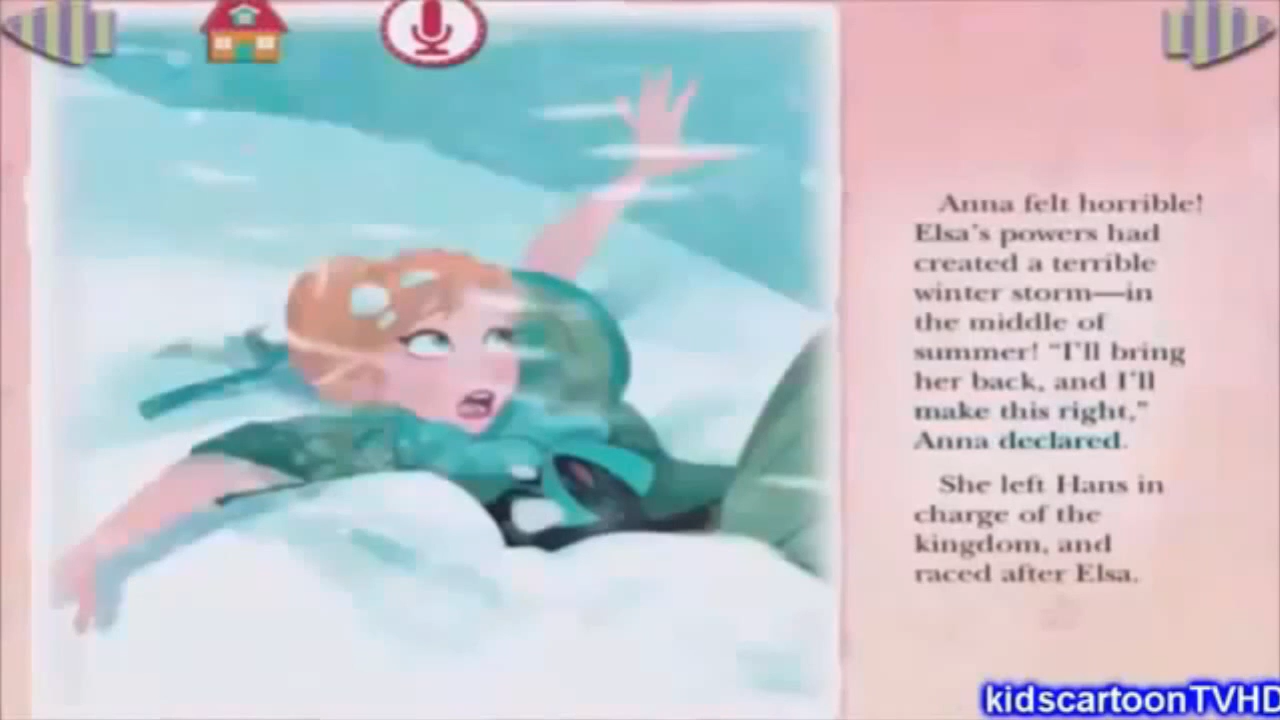 Anna felt horrible!
Elsa's powers had
created a terrible
winter storm—in
the middle of
summer! "I'll bring
her back, and I'll
make this right,"
Anna declared.
She left Hans in
charge of the
kingdom, and
raced after Elsa.
kidscartoonTVHD